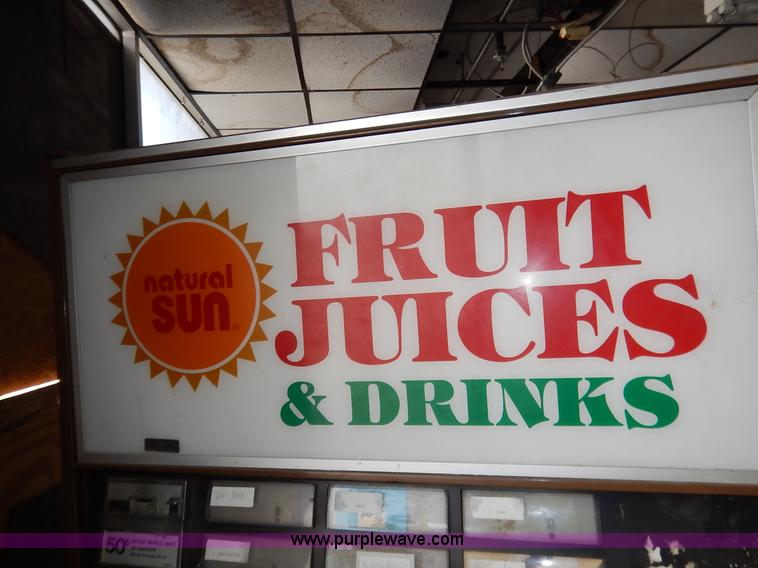 natural
SUN
FRUIT
JUICES
& DRINKS
50¢
www.purplewave.com